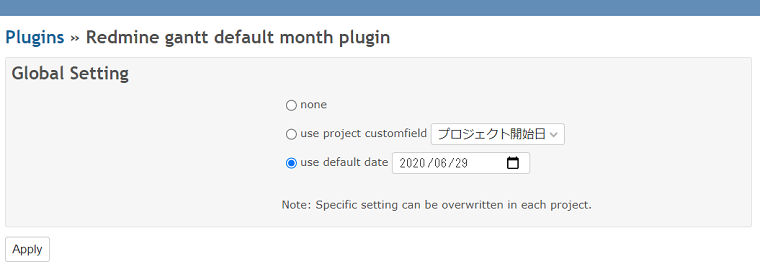 Plugins » Redmine gantt default month plugin
Global Setting
none
use project customfield プロジェクト開始日
use default date 2020/06/29
Note: Specific setting can be overwritten in each project.
Apply